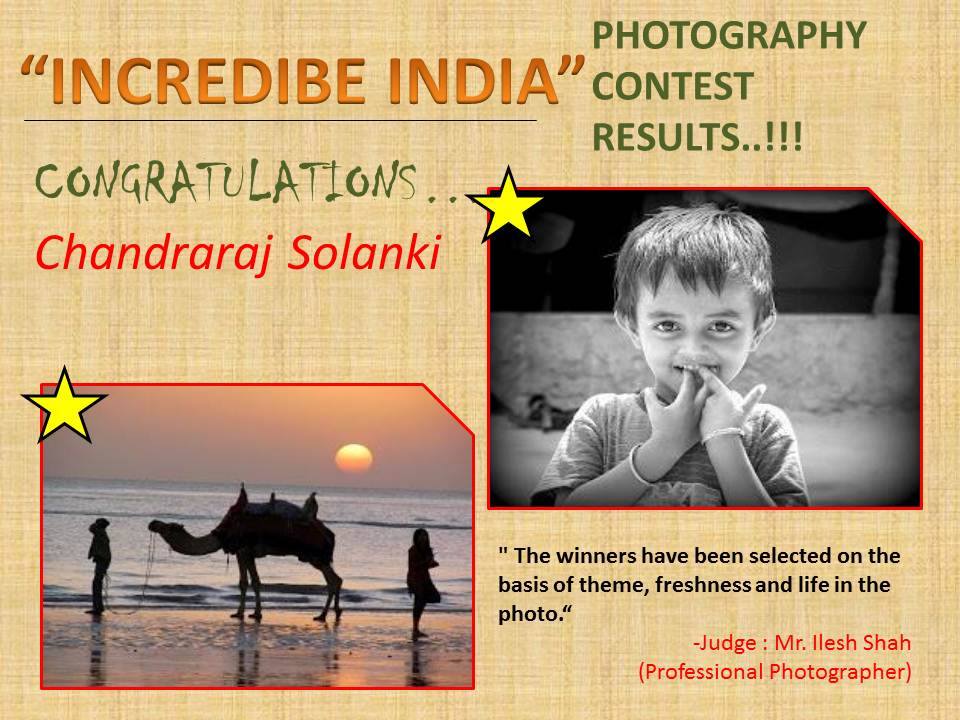 “INCREDIBE INDIA”
PHOTOGRAPHY
CONTEST
RESULTS..!!!
CONGRATULATIONS...
Chandraraj Solanki
" The winners have been selected on the
basis of theme, freshness and life in the
photo.“
-Judge : Mr. Ilesh Shah
(Professional Photographer)